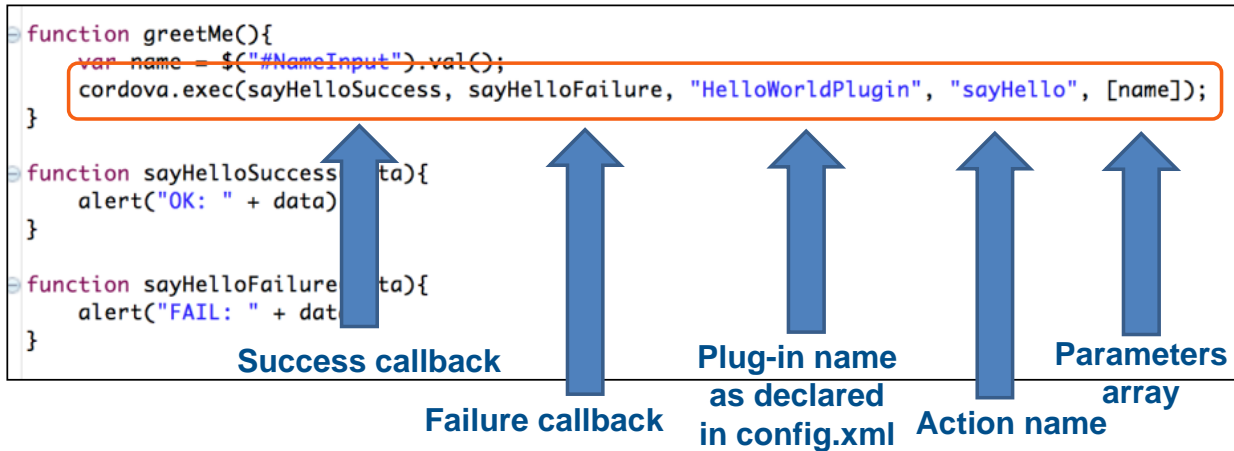 function greetMe(){
var name = $("#NameInput").val();
cordova.exec(sayHelloSuccess, sayHelloFailure, "HelloWorldPlugin", "sayHello", [name]);
}
function sayHelloSuccess ta){
alert("OK: " + data)
}
function sayHelloFailure ta){
alert("FAIL: " + dat
}
Success callback
Failure callback
Plug-in name
as declared
in config.xml
Action name
Parameters
array